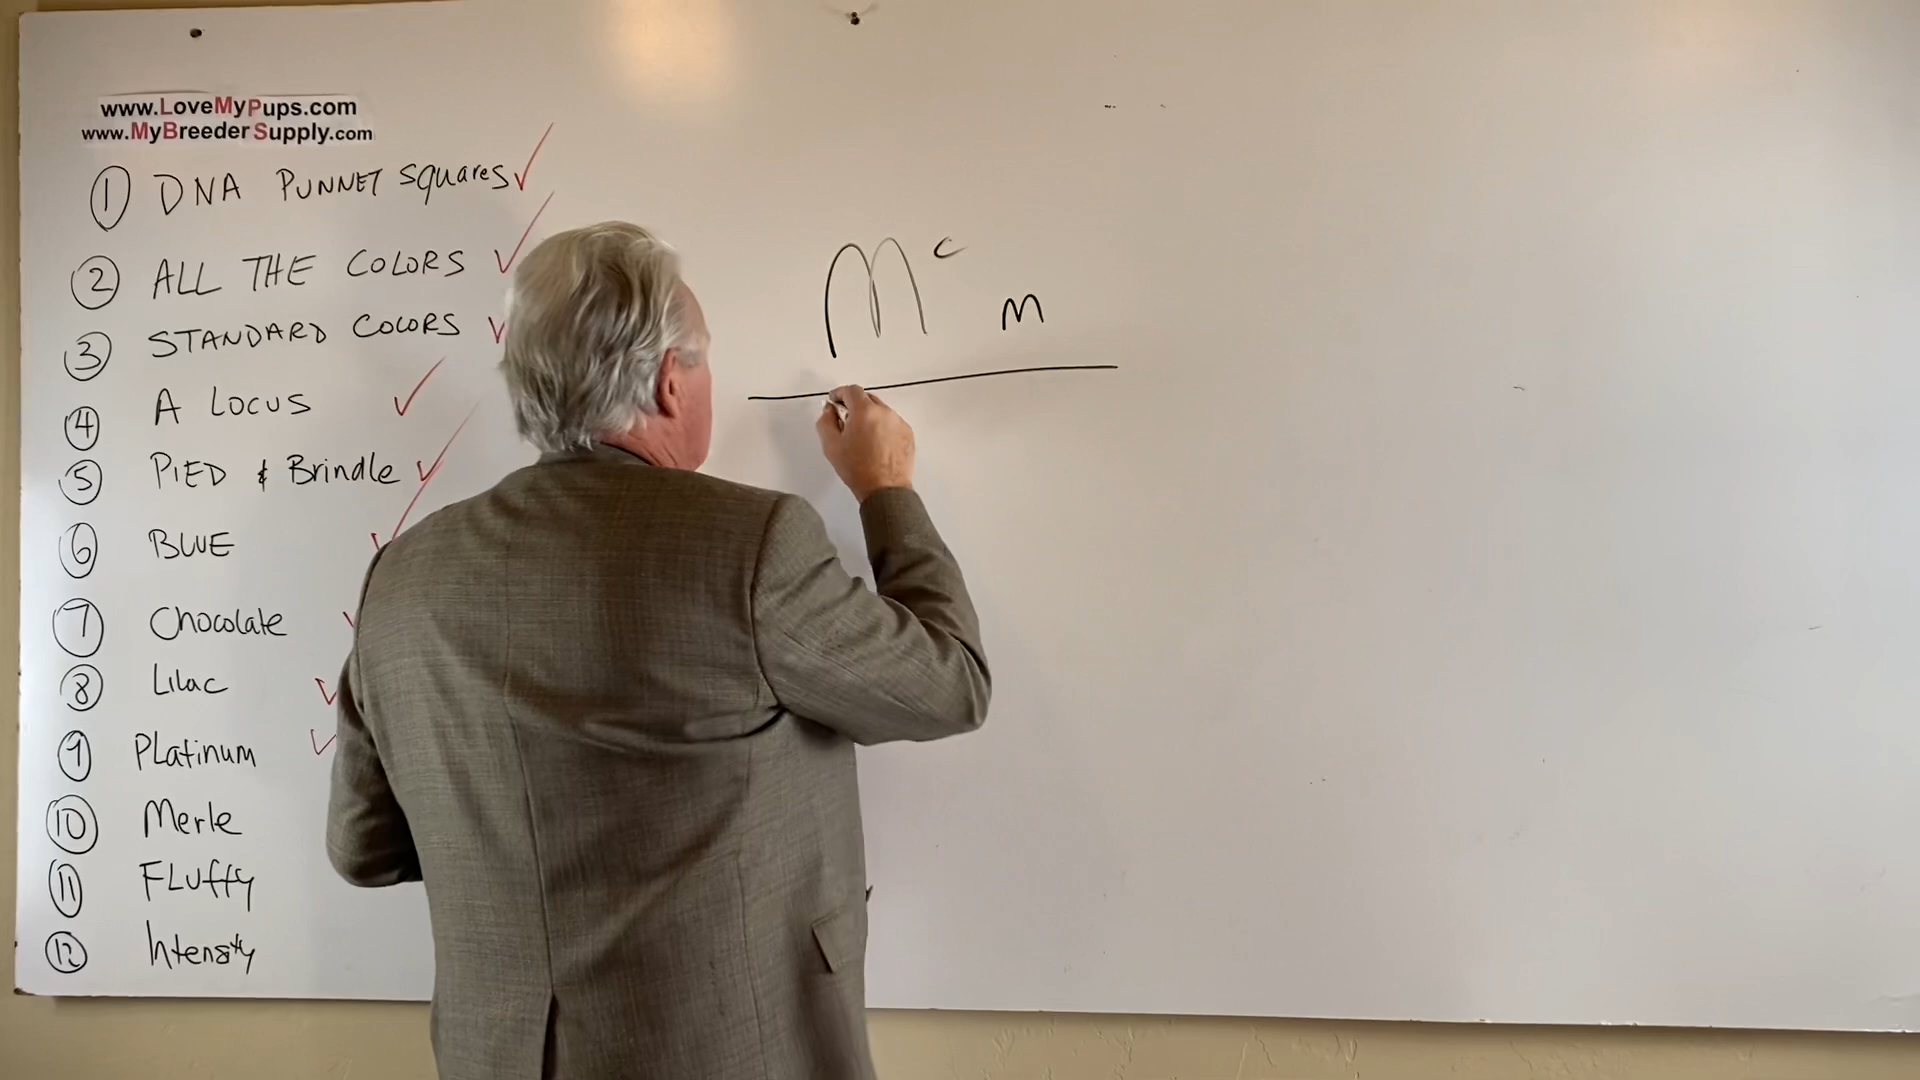 www.LoveMyPups.com
www.MyBreederSupply.com
1 DNA PUNNET SquareS
2 ALL THE COLORS
3 STANDARD COLORS
4 A LOCUS
5 PiED & Brindle
6 BLUE
7 Chocolate
8 Lilac
9 PLatinum
10 Merle
11 FLuffy
12 Intensity
M c m